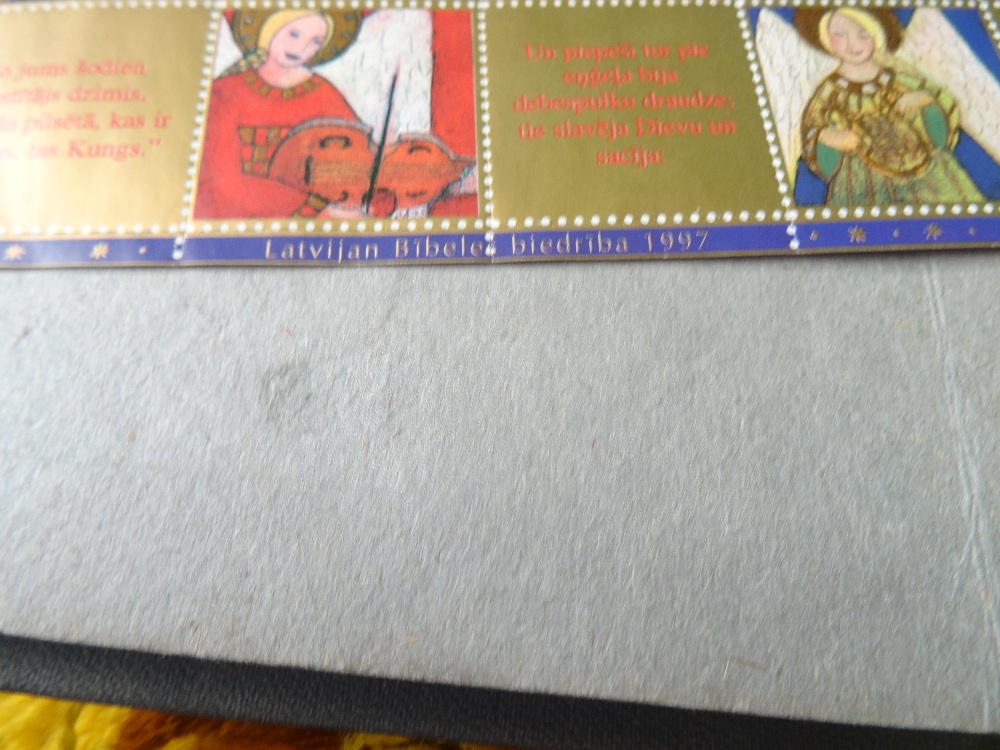 jums šodien
dzimis,
pilsētā, kas ir
tas Kungs."
Un piepeši tur pie
eņģeļa bija
debespulku draudze;
tie slavēja Dievu un
sacīja:
Latvijan Bībeles biedrība 1997